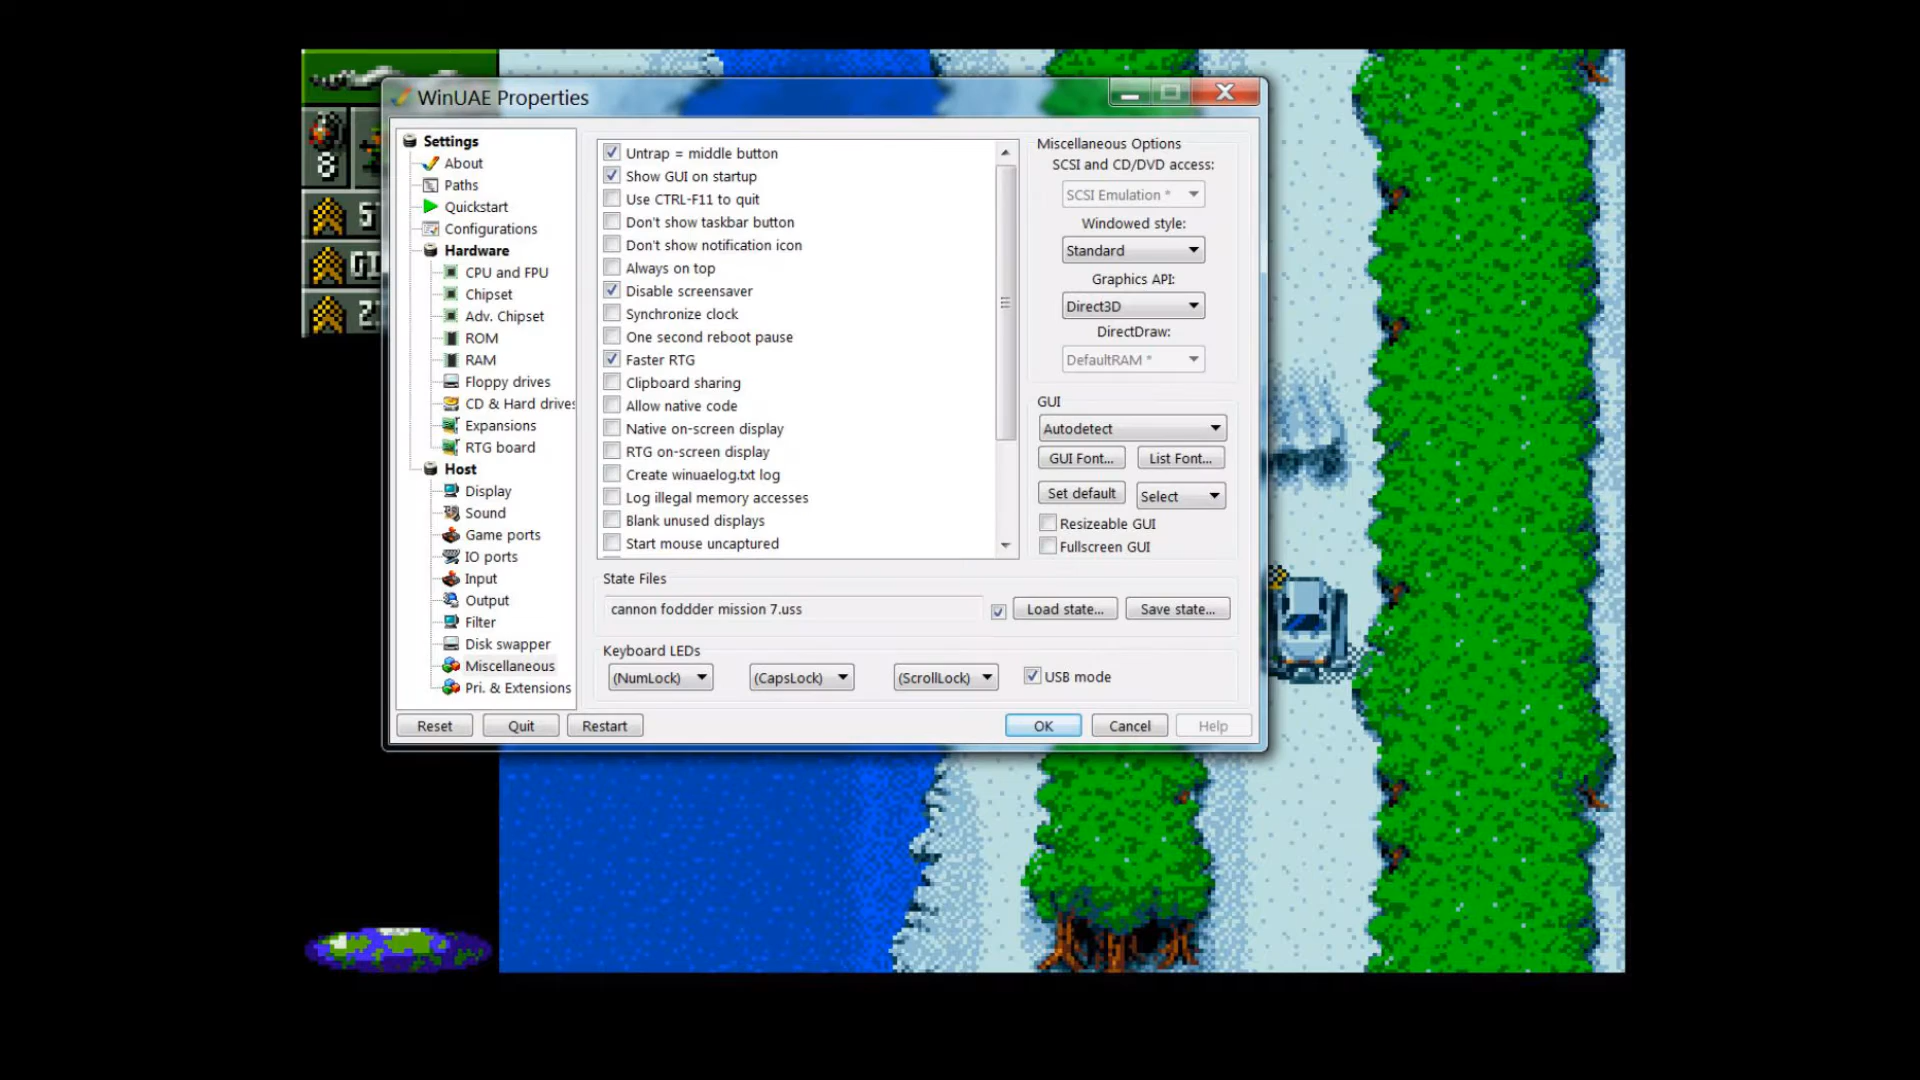 WinUAE Properties
Settings
About
Paths
Quickstart
Configurations
Hardware
CPU and FPU
Chipset
Adv. Chipset
ROM
RAM
Floppy drives
CD & Hard drives
Expansions
RTG board
Host
Display
Sound
Game ports
IO ports
Input
Output
Filter
Disk swapper
Miscellaneous
Pri. & Extensions
Untrap = middle button
Show GUI on startup
Use CTRL-F11 to quit
Don't show taskbar button
Don't show notification icon
Always on top
Disable screensaver
Synchronize clock
One second reboot pause
Faster RTG
Clipboard sharing
Allow native code
Native on-screen display
RTG on-screen display
Create winuaelog.txt log
Log illegal memory accesses
Blank unused displays
Start mouse uncaptured
Miscellaneous Options
SCSI and CD/DVD access:
SCSI Emulation *
Windowed style:
Standard
Graphics API:
Direct3D
DirectDraw:
DefaultRAM *
GUI
Autodetect
GUI Font... List Font...
Set default Select
Resizeable GUI
Fullscreen GUI
State Files
cannon foddder mission 7.uss Load state... Save state...
Keyboard LEDs
(NumLock) (CapsLock) (ScrollLock) USB mode
Reset Quit Restart OK Cancel Help
8